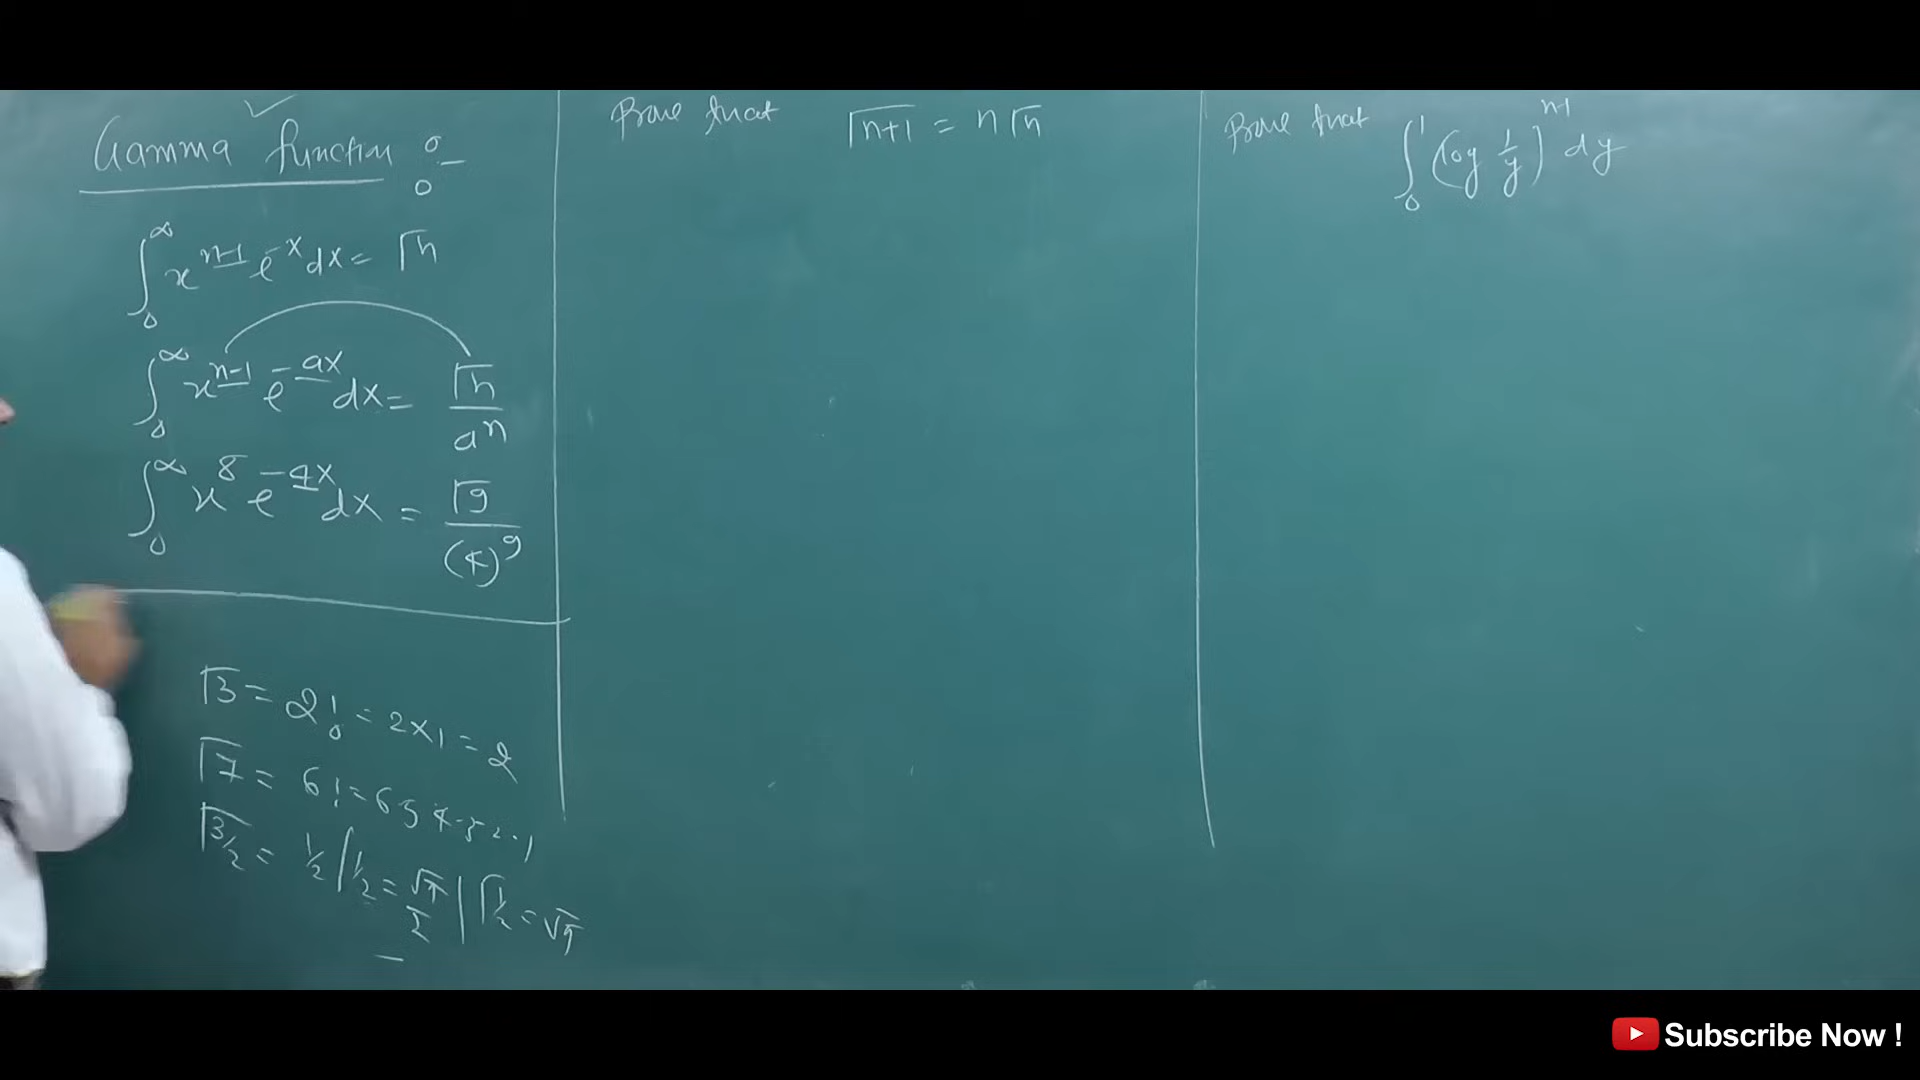 Gamma function :-
∫₀^∞ x^(n-1) e^(-x) dx = Γn
∫₀^∞ x^(n-1) e^(-ax) dx = Γn / a^n
∫₀^∞ x^8 e^(-4x) dx = Γ9 / (4)^9
Γ3 = 2! = 2×1 = 2
Γ7 = 6! = 6 5 4·3·2·1
Γ3/2 = 1/2 Γ1/2 = √π/2 | Γ1/2 = √π
Prove that Γn+1 = n Γn
Prove that ∫₀^1 (log 1/y)^(n-1) dy
Subscribe Now !